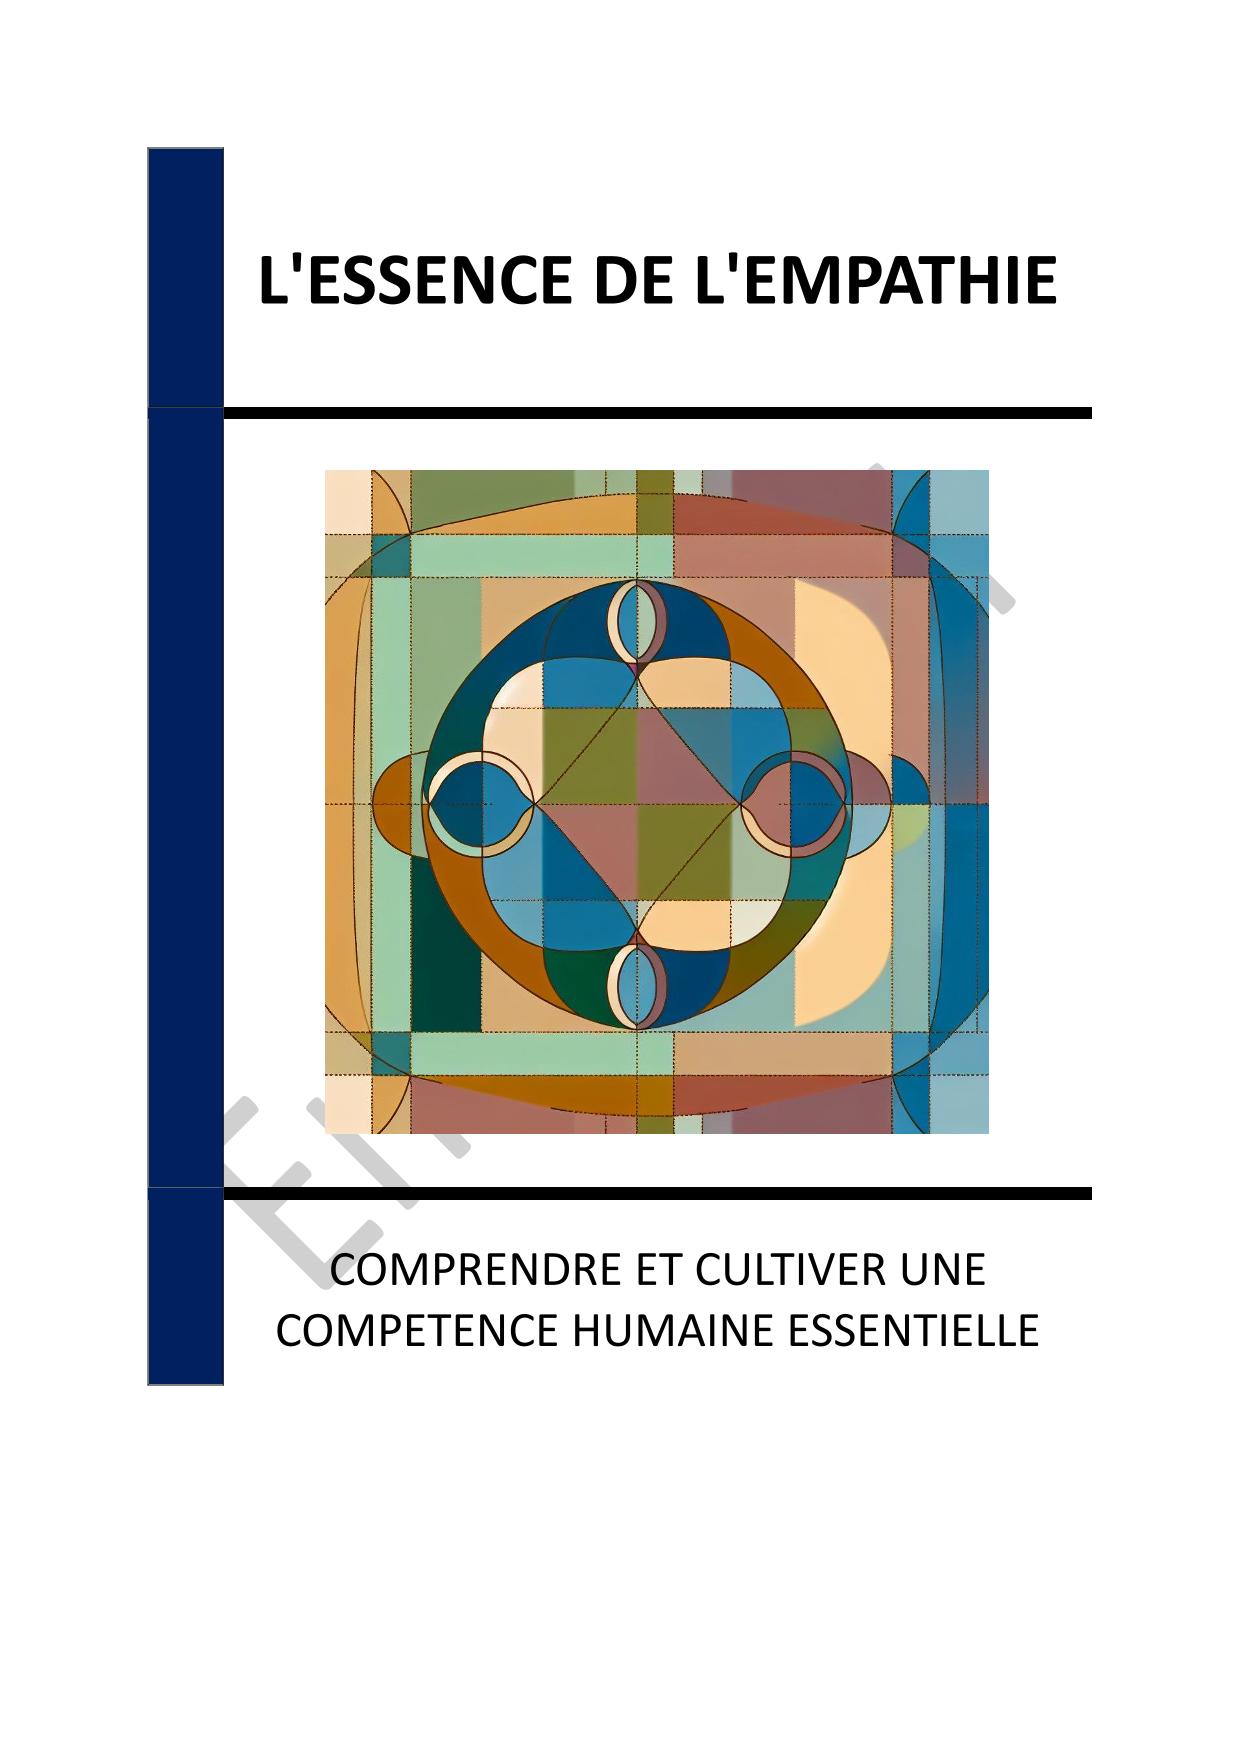 L'ESSENCE DE L'EMPATHIE
COMPRENDRE ET CULTIVER UNE
COMPETENCE HUMAINE ESSENTIELLE